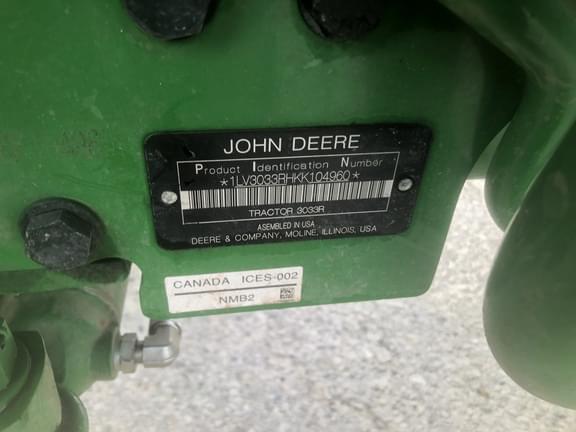 JOHN DEERE
Product Identification Number
*1LV3033RHKK104960*
TRACTOR 3033R
ASEMBLED IN USA
DEERE & COMPANY, MOLINE, ILLINOIS, USA
CANADA ICES-002
NMB2